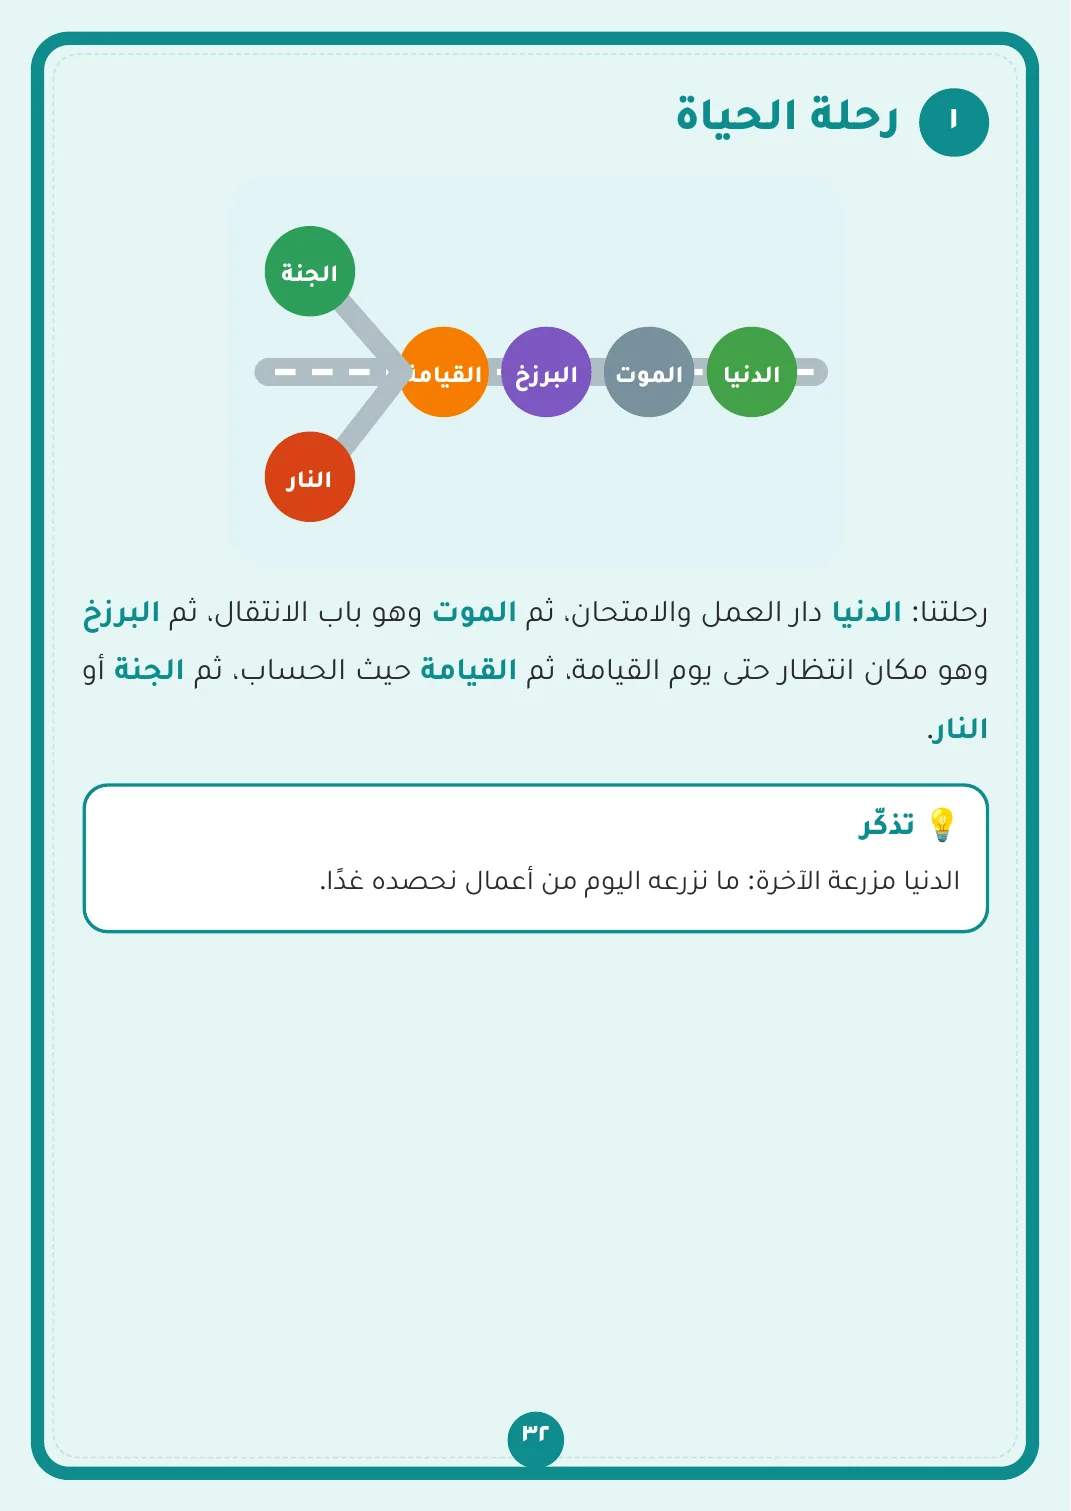 ١
رحلة الحياة
الجنة
الدنيا
الموت
البرزخ
القيامة
النار
رحلتنا: الدنيا دار العمل والامتحان، ثم الموت وهو باب الانتقال، ثم البرزخ
وهو مكان انتظار حتى يوم القيامة، ثم القيامة حيث الحساب، ثم الجنة أو
النار.
💡 تذكّر
الدنيا مزرعة الآخرة: ما نزرعه اليوم من أعمال نحصده غدًا.
٣٢